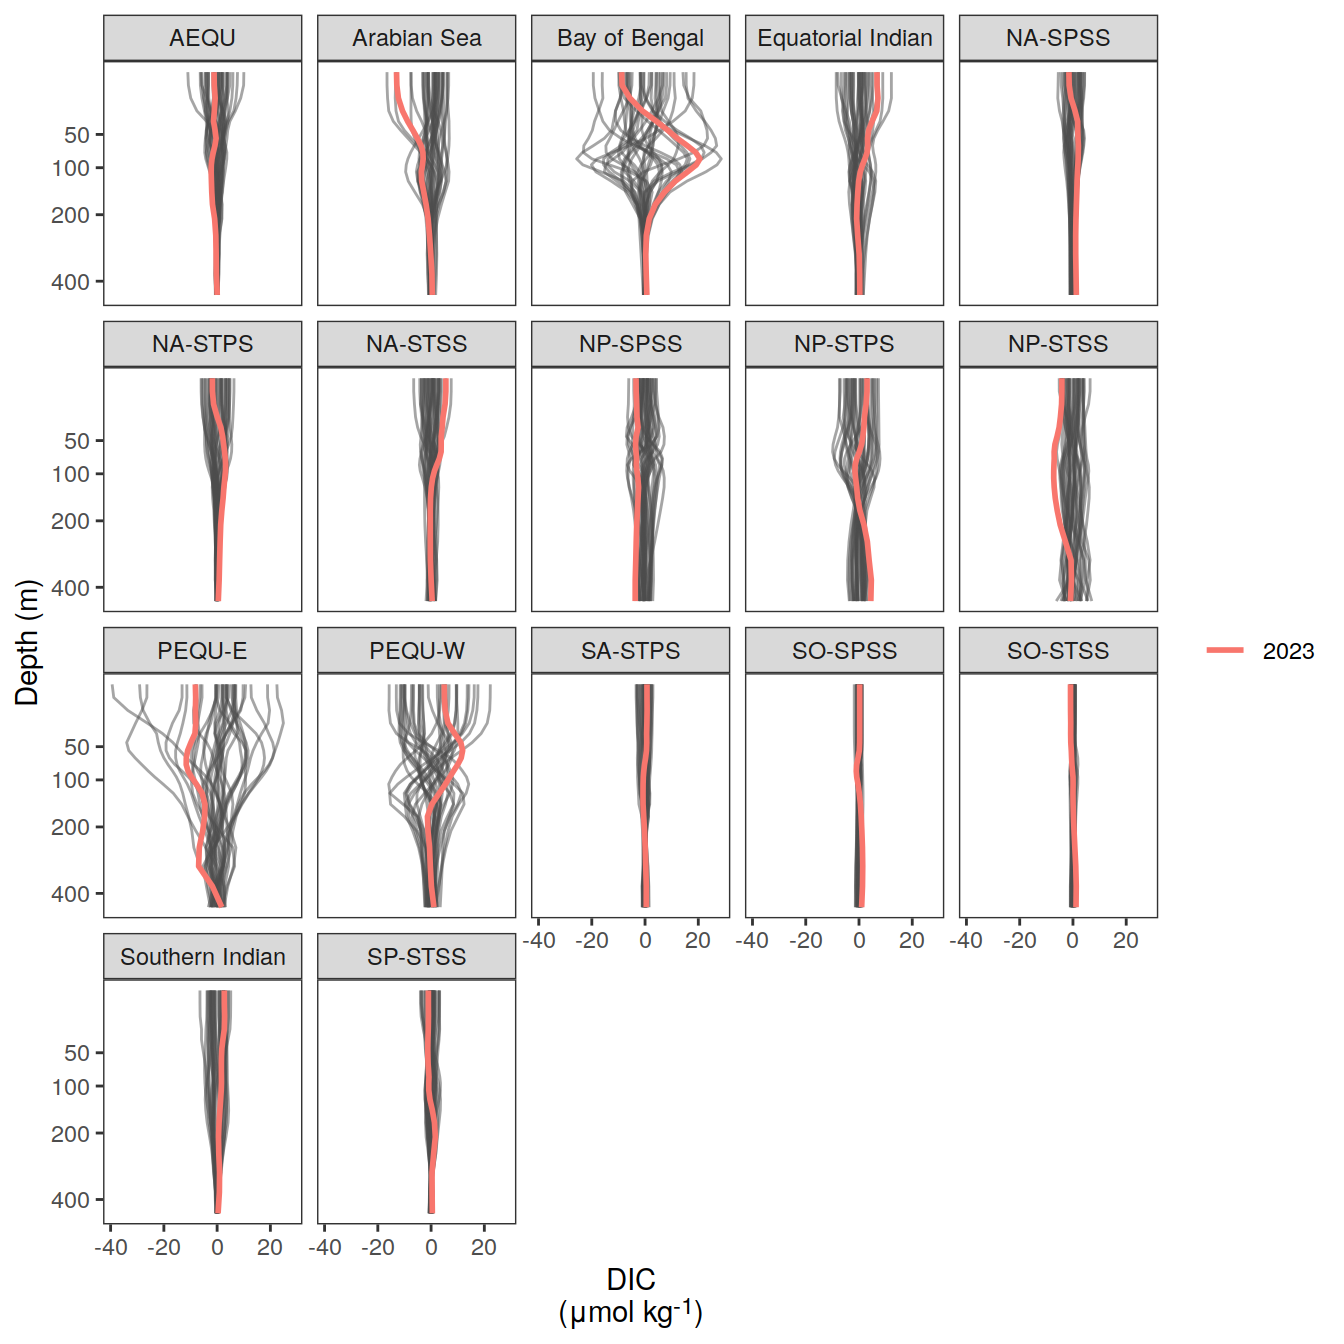 AEQU Arabian Sea Bay of Bengal Equatorial Indian NA-SPSS
50
100
200
400
NA-STPS NA-STSS NP-SPSS NP-STPS NP-STSS
50
100
200
400
Depth (m)
2023
PEQU-E PEQU-W SA-STPS SO-SPSS SO-STSS
50
100
200
400
-40 -20 0 20 -40 -20 0 20 -40 -20 0 20
Southern Indian SP-STSS
50
100
200
400
-40 -20 0 20 -40 -20 0 20
DIC
(µmol kg⁻¹)